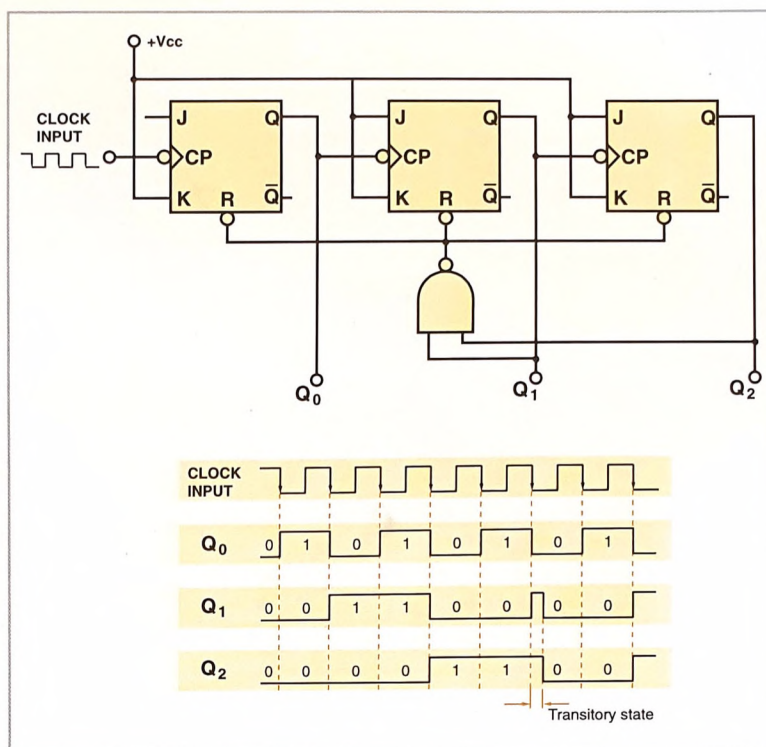 +Vcc
CLOCK
INPUT
J Q J Q J Q
CP CP CP
K R Q̅ K R Q̅ K R Q̅
Q₀ Q₁ Q₂
CLOCK
INPUT
Q₀ 0 1 0 1 0 1 0 1
Q₁ 0 0 1 1 0 0 0 0
Q₂ 0 0 0 0 1 1 0 0
Transitory state